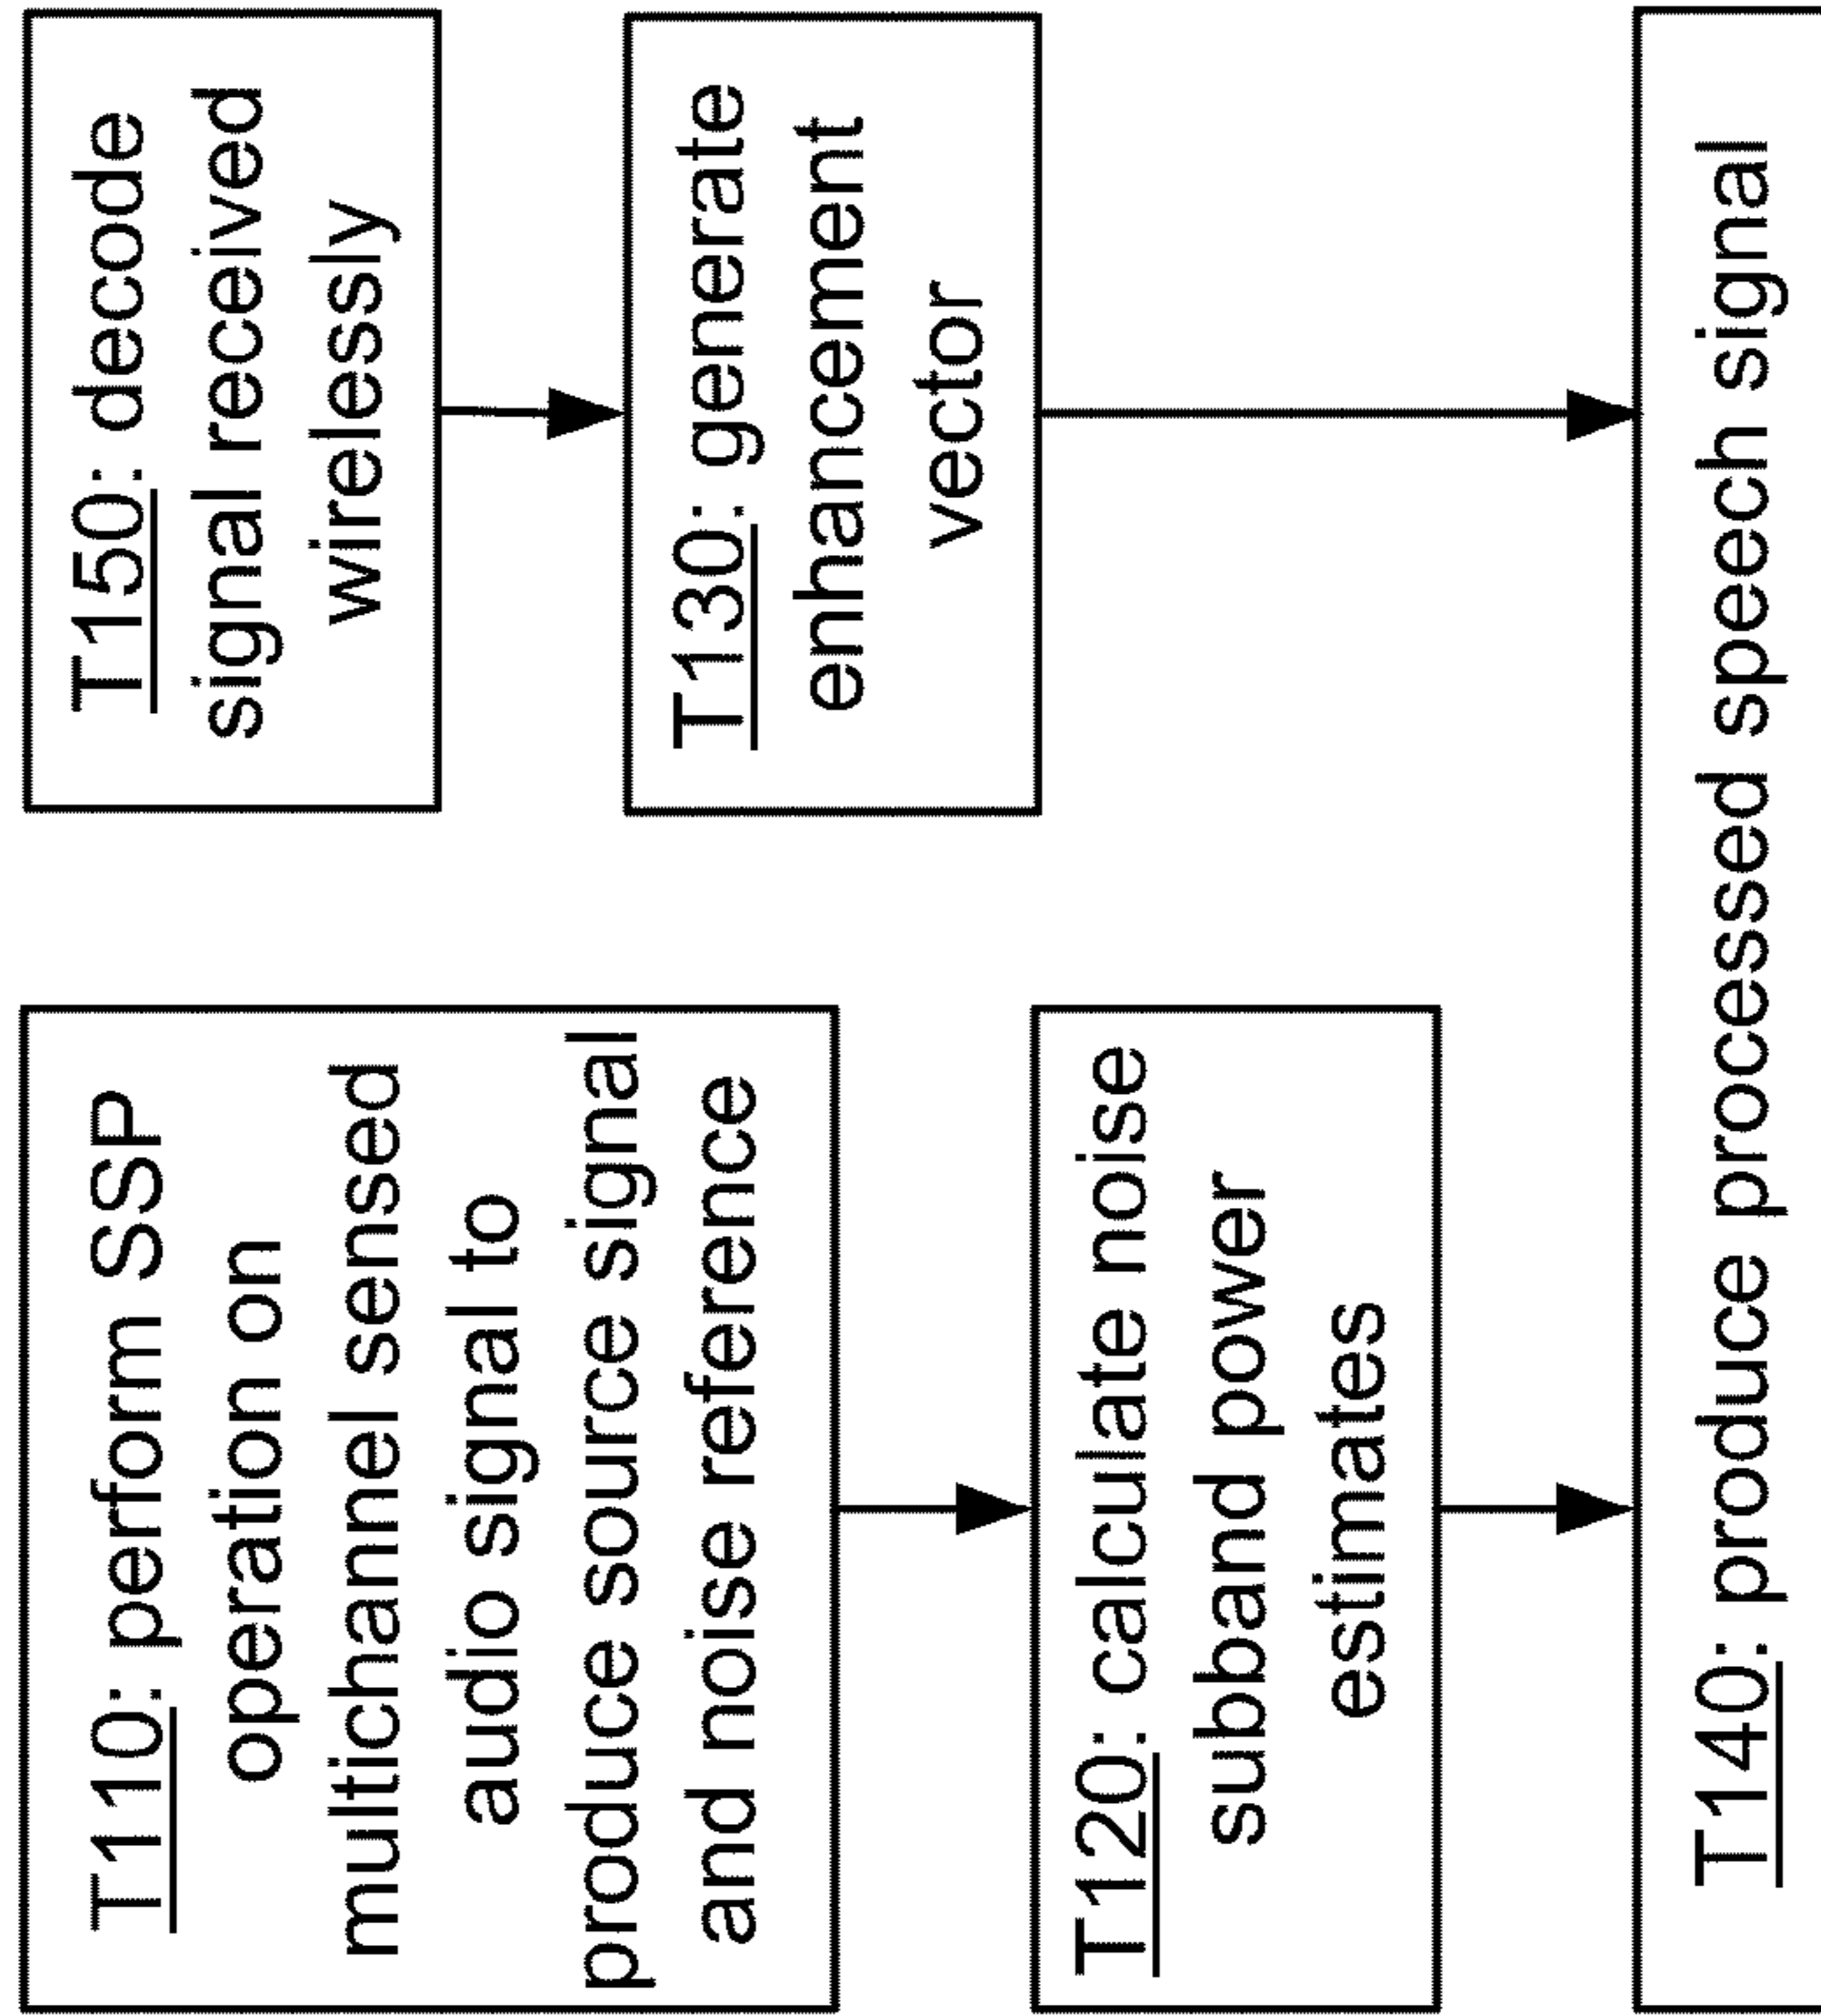 T110: perform SSP
operation on
multichannel sensed
audio signal to
produce source signal
and noise reference
T120: calculate noise
subband power
estimates
T150: decode
signal received
wirelessly
T130: generate
enhancement
vector
T140: produce processed speech signal